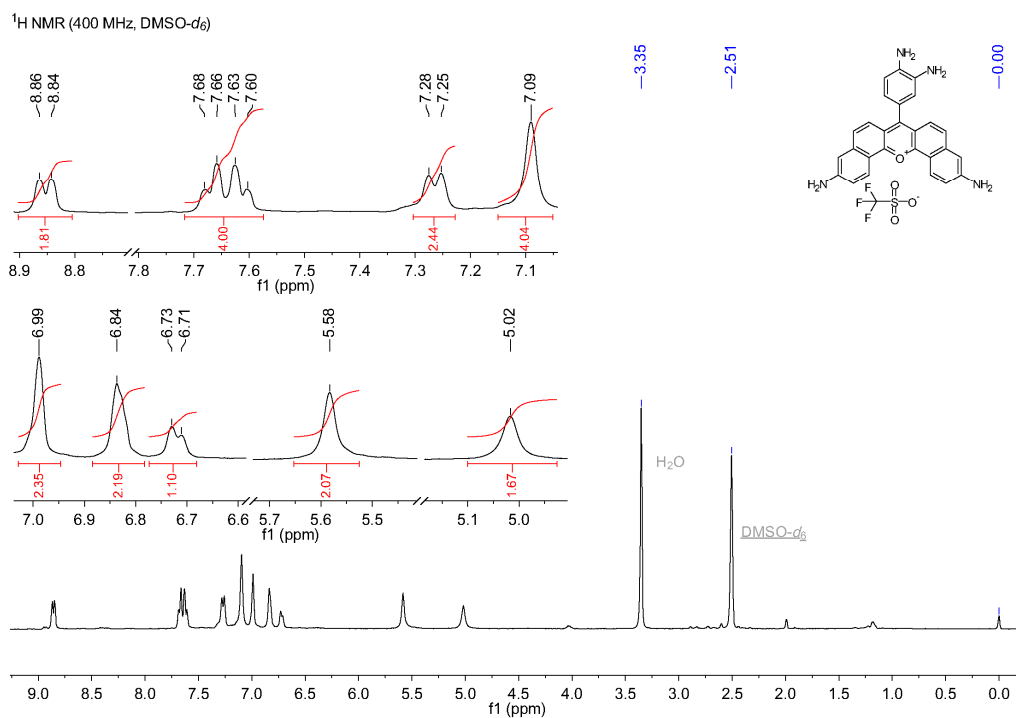 ¹H NMR (400 MHz, DMSO-d₆)
8.86 8.84 7.68 7.66 7.63 7.60 7.28 7.25 7.09
1.81 4.00 2.44 4.04
8.9 8.8 7.8 7.7 7.6 7.5 7.4 7.3 7.2 7.1
f1 (ppm)
6.99 6.84 6.73 6.71 5.58 5.02
2.35 2.19 1.10 2.07 1.67
7.0 6.9 6.8 6.7 6.6 5.7 5.6 5.5 5.1 5.0
f1 (ppm)
3.35 2.51 0.00
NH₂
NH₂
O⁺
H₂N
NH₂
F
F
F
S
O
O
O⁻
H₂O
DMSO-d₆
9.0 8.5 8.0 7.5 7.0 6.5 6.0 5.5 5.0 4.5 4.0 3.5 3.0 2.5 2.0 1.5 1.0 0.5 0.0
f1 (ppm)